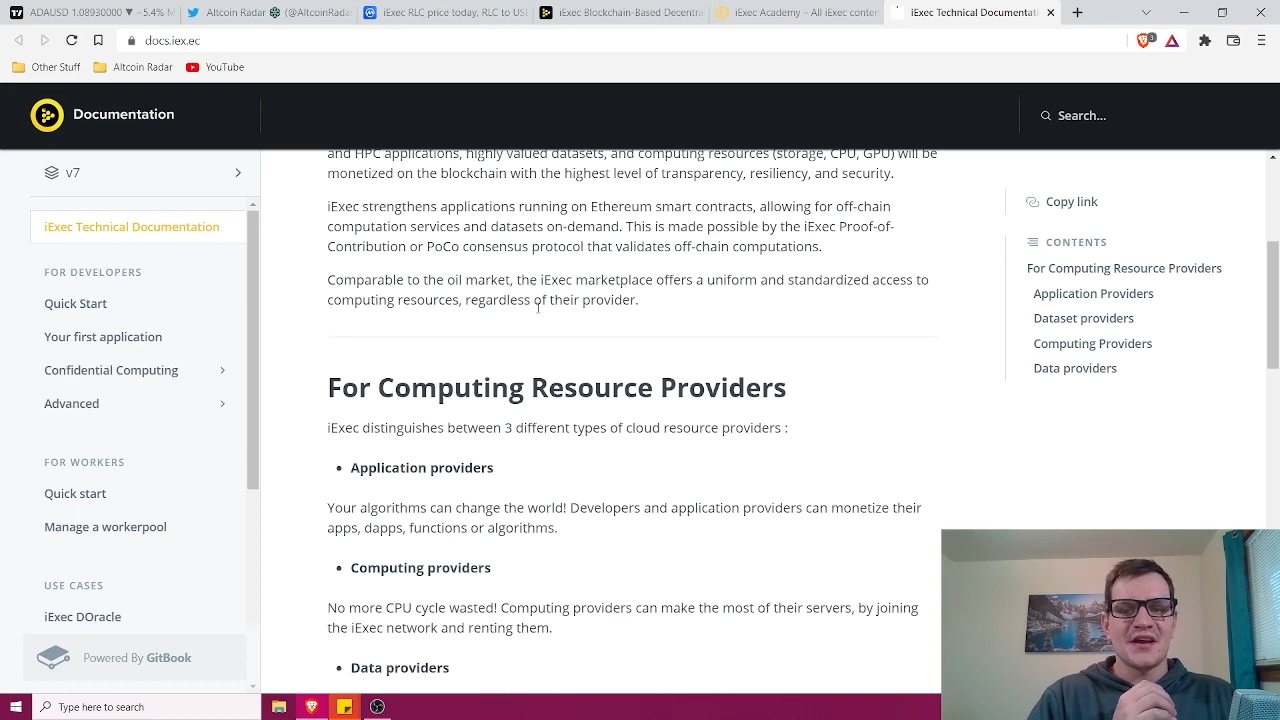 ADAUSD 1.08930000 ▼ −5.4% M
Altcoin Radar (@AltcoinRadar
iExec RLC price today, RLC to US
iExec Blockchain-Based Decentra
iExec Academy – All iExec conten
iExec Technical Documentati
docs.iex.ec
3
Other Stuff
Altcoin Radar
YouTube
Documentation
Search...
v7
iExec Technical Documentation
FOR DEVELOPERS
Quick Start
Your first application
Confidential Computing
Advanced
FOR WORKERS
Quick start
Manage a workerpool
USE CASES
iExec DOracle
Powered By GitBook
and HPC applications, highly valued datasets, and computing resources (storage, CPU, GPU) will be
monetized on the blockchain with the highest level of transparency, resiliency, and security.
iExec strengthens applications running on Ethereum smart contracts, allowing for off-chain
computation services and datasets on-demand. This is made possible by the iExec Proof-of-
Contribution or PoCo consensus protocol that validates off-chain computations.
Comparable to the oil market, the iExec marketplace offers a uniform and standardized access to
computing resources, regardless of their provider.
For Computing Resource Providers
iExec distinguishes between 3 different types of cloud resource providers :
• Application providers
Your algorithms can change the world! Developers and application providers can monetize their
apps, dapps, functions or algorithms.
• Computing providers
No more CPU cycle wasted! Computing providers can make the most of their servers, by joining
the iExec network and renting them.
• Data providers
Copy link
CONTENTS
For Computing Resource Providers
Application Providers
Dataset providers
Computing Providers
Data providers
Type here to search